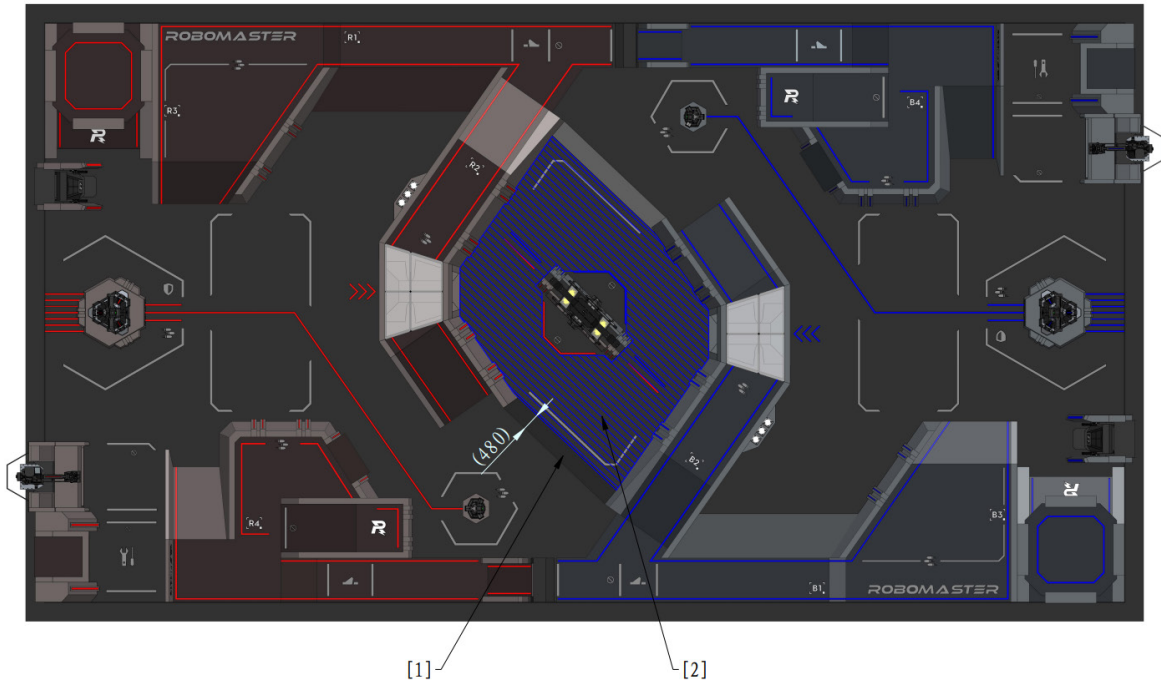 ROBOMASTER
R1
R3
R2
B4
(480)
B2
R4
B3
B1
ROBOMASTER
[1]
[2]